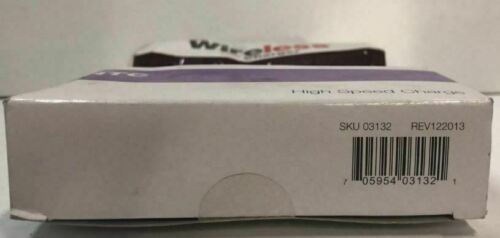 Wireless
High Speed Charge
SKU 03132 REV122013
7 05954 03132 1